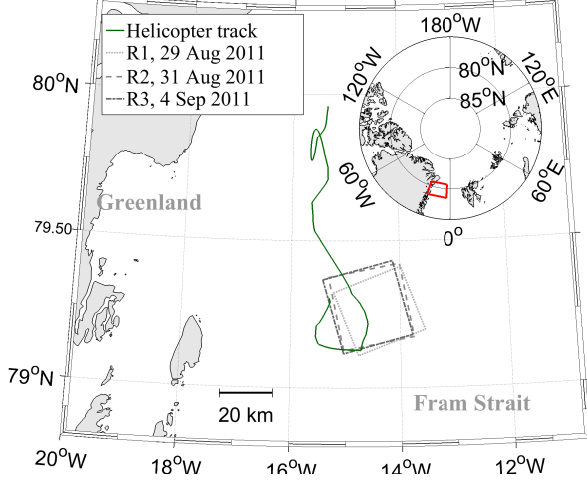 Helicopter track
R1, 29 Aug 2011
R2, 31 Aug 2011
R3, 4 Sep 2011
180°W
120°W
80°N
120°E
85°N
60°W
60°E
0°
80°N
Greenland
79.50
79°N
20 km
Fram Strait
20°W
18°W
16°W
14°W
12°W